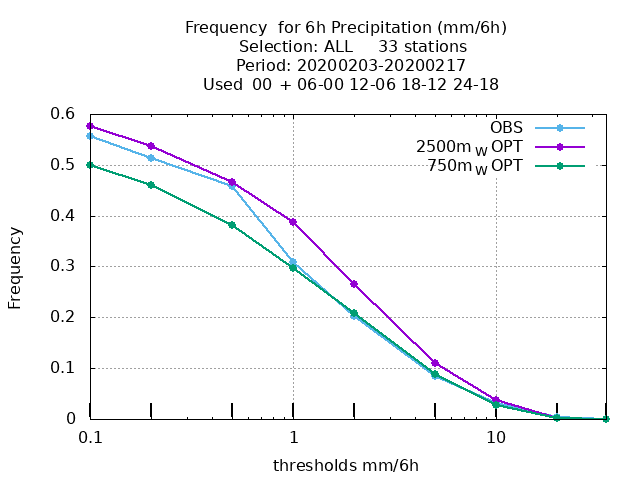 Frequency  for 6h Precipitation (mm/6h)
Selection: ALL     33 stations
Period: 20200203-20200217
Used  00  + 06-00 12-06 18-12 24-18
OBS
2500m_W OPT
750m_W OPT
0.6
0.5
0.4
0.3
0.2
0.1
0
Frequency
0.1
1
10
thresholds mm/6h